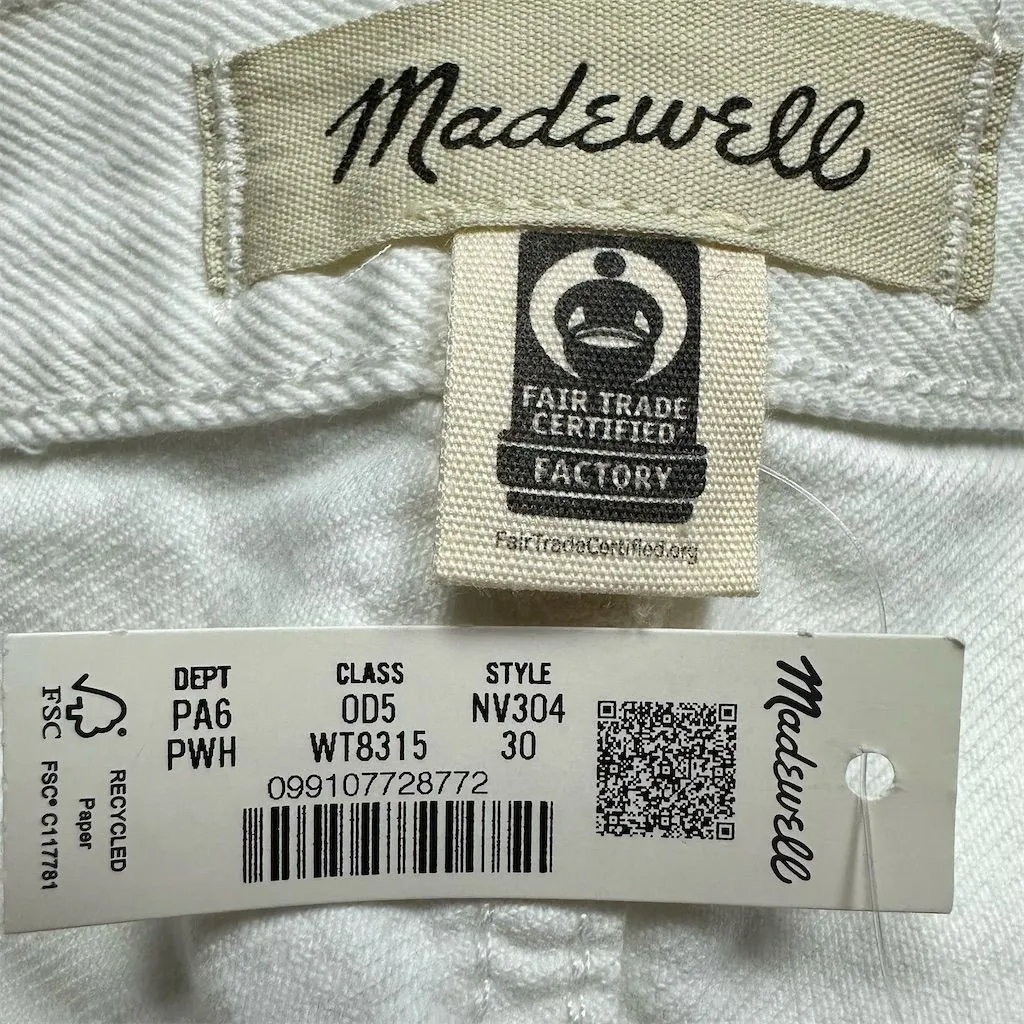 Madewell
FAIR TRADE
CERTIFIED
FACTORY
FairTradeCertified.org
DEPT CLASS STYLE
PA6 0D5 NV304
PWH WT8315 30
099107728772
FSC®
FSC® C117781
RECYCLED
Paper
Madewell